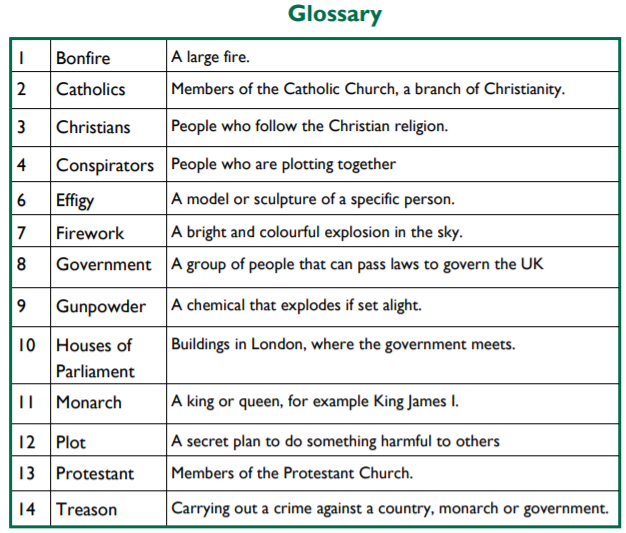 Glossary
1 Bonfire A large fire.
2 Catholics Members of the Catholic Church, a branch of Christianity.
3 Christians People who follow the Christian religion.
4 Conspirators People who are plotting together
6 Effigy A model or sculpture of a specific person.
7 Firework A bright and colourful explosion in the sky.
8 Government A group of people that can pass laws to govern the UK
9 Gunpowder A chemical that explodes if set alight.
10 Houses of Buildings in London, where the government meets.
Parliament
11 Monarch A king or queen, for example King James I.
12 Plot A secret plan to do something harmful to others
13 Protestant Members of the Protestant Church.
14 Treason Carrying out a crime against a country, monarch or government.